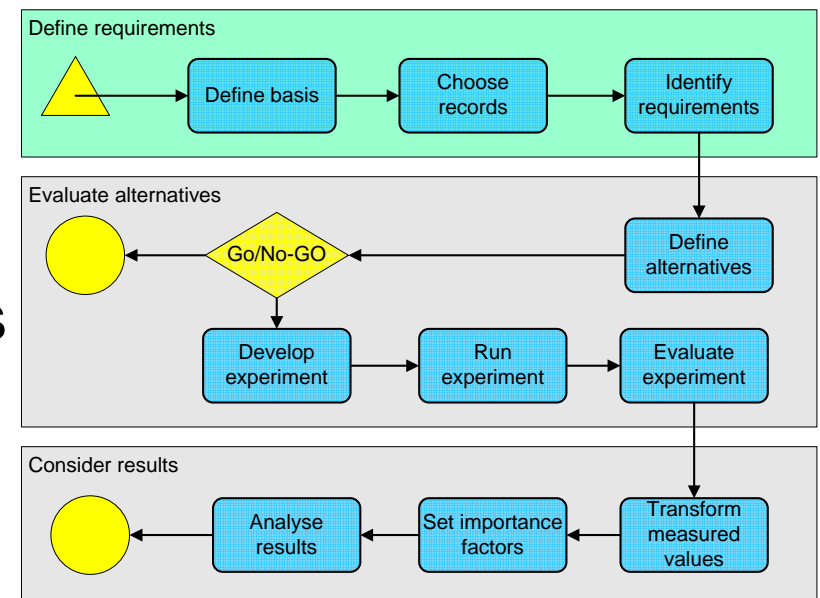 Define requirements
Define basis
Choose
records
Identify
requirements
Evaluate alternatives
Go/No-GO
Define
alternatives
s
Develop
experiment
Run
experiment
Evaluate
experiment
Consider results
Analyse
results
Set importance
factors
Transform
measured
values